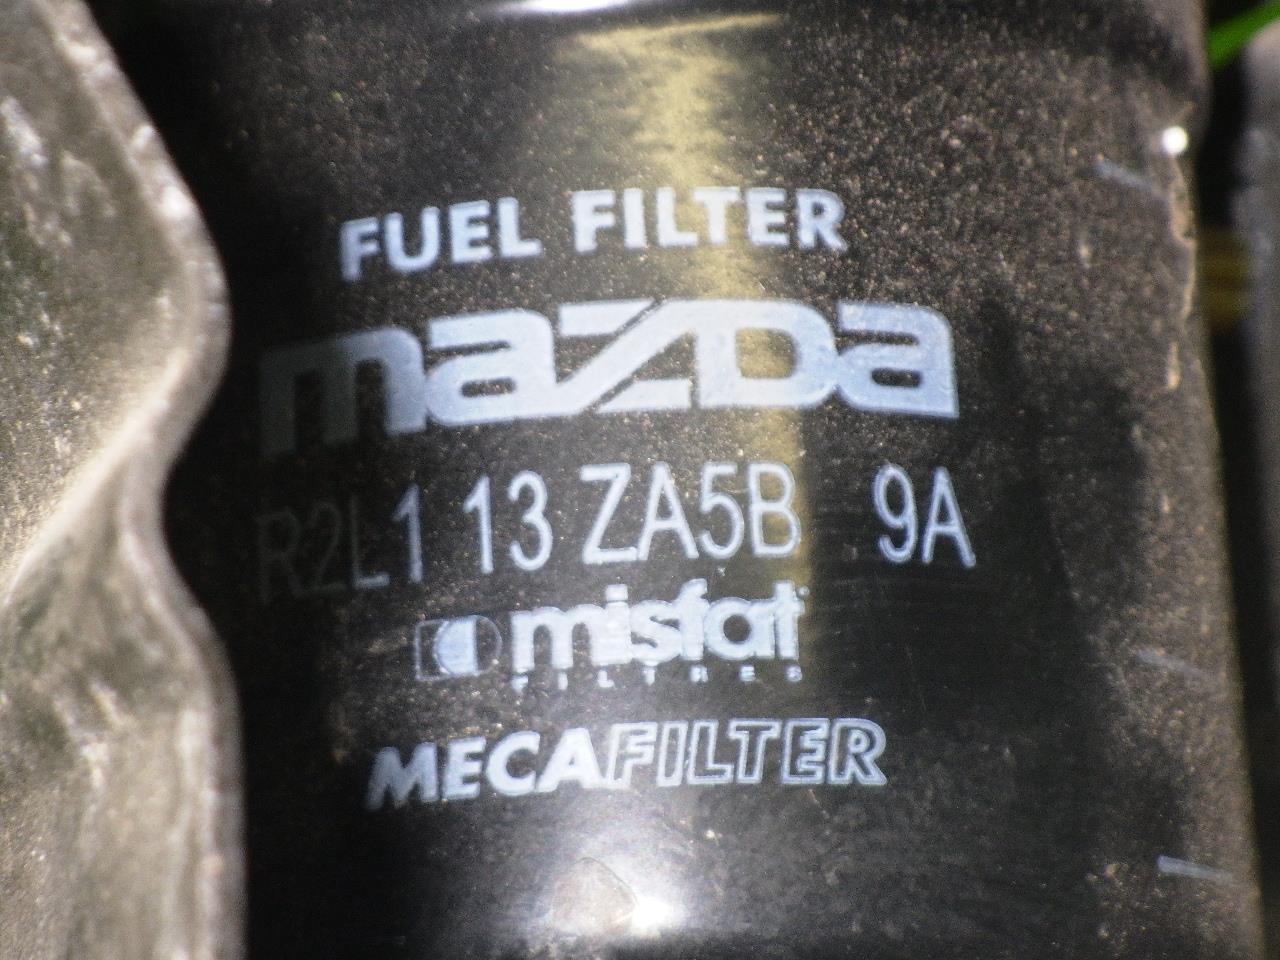 FUEL FILTER
mazda
R2L1 13 ZA5B 9A
misfat
FILTRES
MECAFILTER